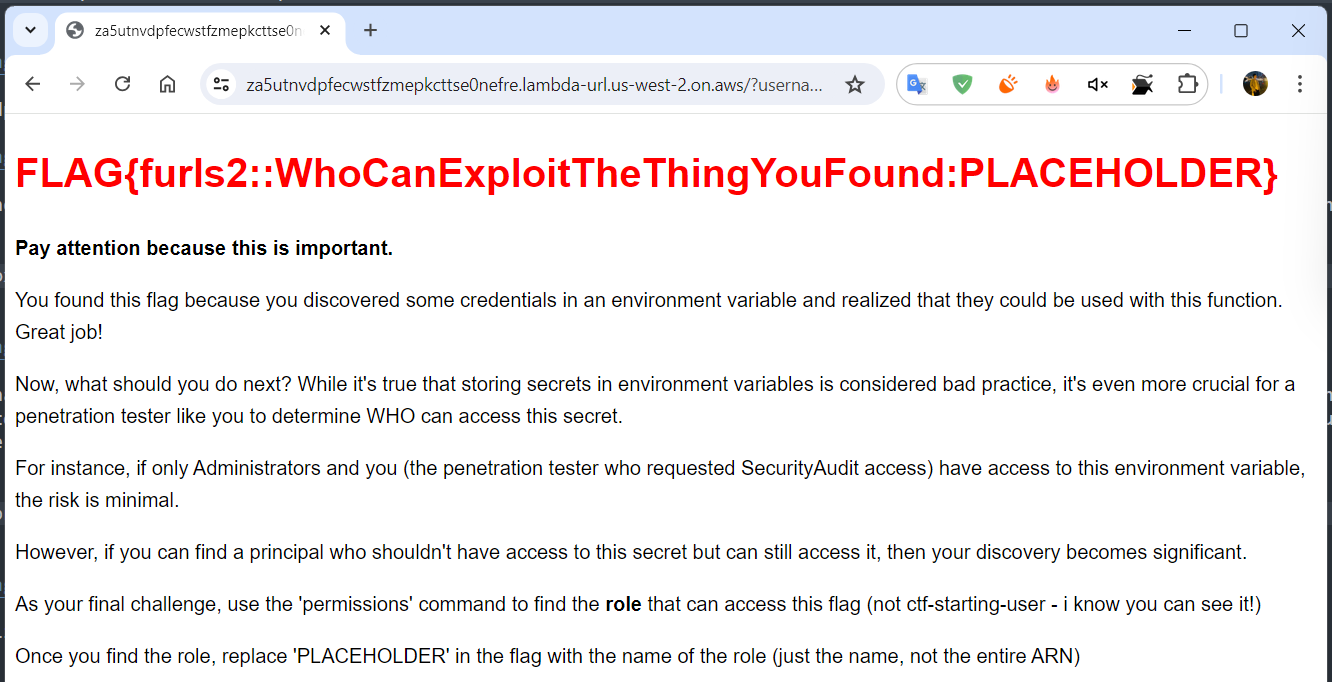 za5utnvdpfecwstfzmepkcttse0n
za5utnvdpfecwstfzmepkcttse0nefre.lambda-url.us-west-2.on.aws/?userna...
FLAG{furls2::WhoCanExploitTheThingYouFound:PLACEHOLDER}
Pay attention because this is important.
You found this flag because you discovered some credentials in an environment variable and realized that they could be used with this function.
Great job!
Now, what should you do next? While it's true that storing secrets in environment variables is considered bad practice, it's even more crucial for a
penetration tester like you to determine WHO can access this secret.
For instance, if only Administrators and you (the penetration tester who requested SecurityAudit access) have access to this environment variable,
the risk is minimal.
However, if you can find a principal who shouldn't have access to this secret but can still access it, then your discovery becomes significant.
As your final challenge, use the 'permissions' command to find the role that can access this flag (not ctf-starting-user - i know you can see it!)
Once you find the role, replace 'PLACEHOLDER' in the flag with the name of the role (just the name, not the entire ARN)